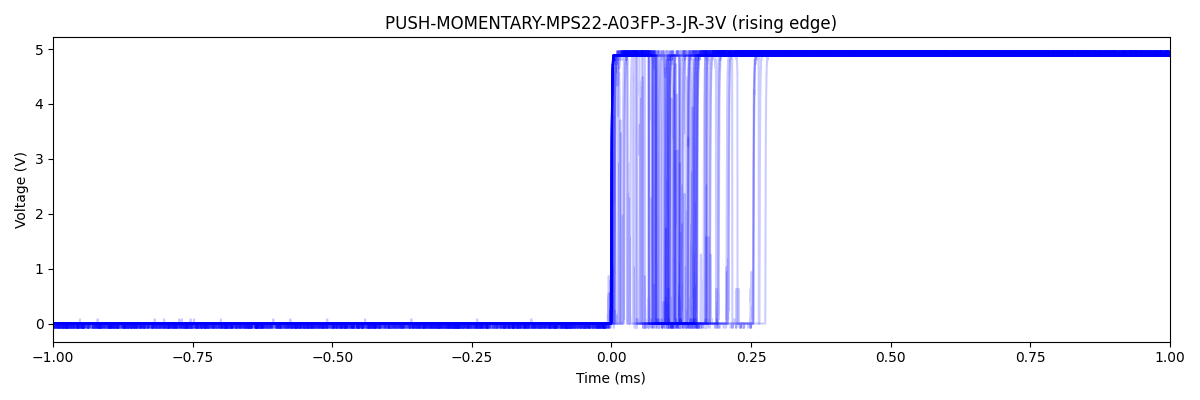 PUSH-MOMENTARY-MPS22-A03FP-3-JR-3V (rising edge)
5
4
3
2
1
0
Voltage (V)
−1.00 −0.75 −0.50 −0.25 0.00 0.25 0.50 0.75 1.00
Time (ms)